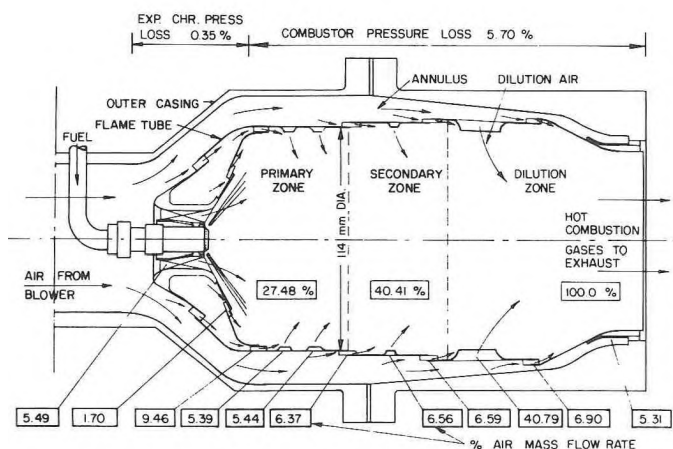 EXP. CHR. PRESS
LOSS 0.35 %
COMBUSTOR PRESSURE LOSS 5.70 %
OUTER CASING
ANNULUS
DILUTION AIR
FLAME TUBE
FUEL
PRIMARY
ZONE
SECONDARY
ZONE
DILUTION
ZONE
114 mm DIA.
HOT
COMBUSTION
GASES TO
EXHAUST
AIR FROM
BLOWER
27.48 %
40.41 %
100.0 %
5.49
1.70
9.46
5.39
5.44
6.37
6.56
6.59
40.79
6.90
5.31
% AIR MASS FLOW RATE